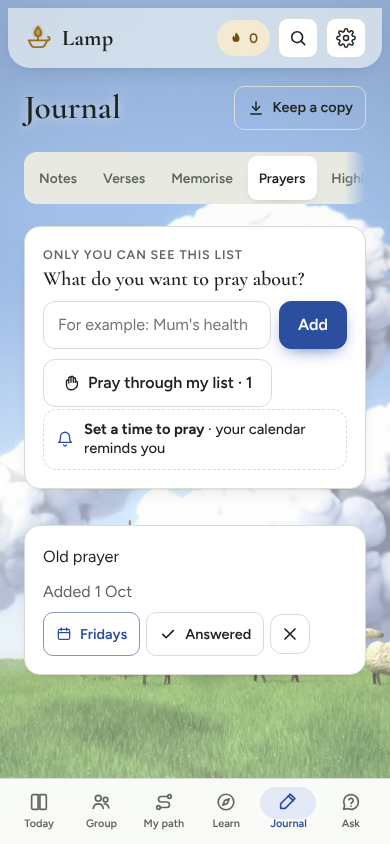 Lamp
0
Journal
Keep a copy
Notes
Verses
Memorise
Prayers
Highl
ONLY YOU CAN SEE THIS LIST
What do you want to pray about?
For example: Mum's health
Add
Pray through my list · 1
Set a time to pray · your calendar
reminds you
Old prayer
Added 1 Oct
Fridays
Answered
Today
Group
My path
Learn
Journal
Ask